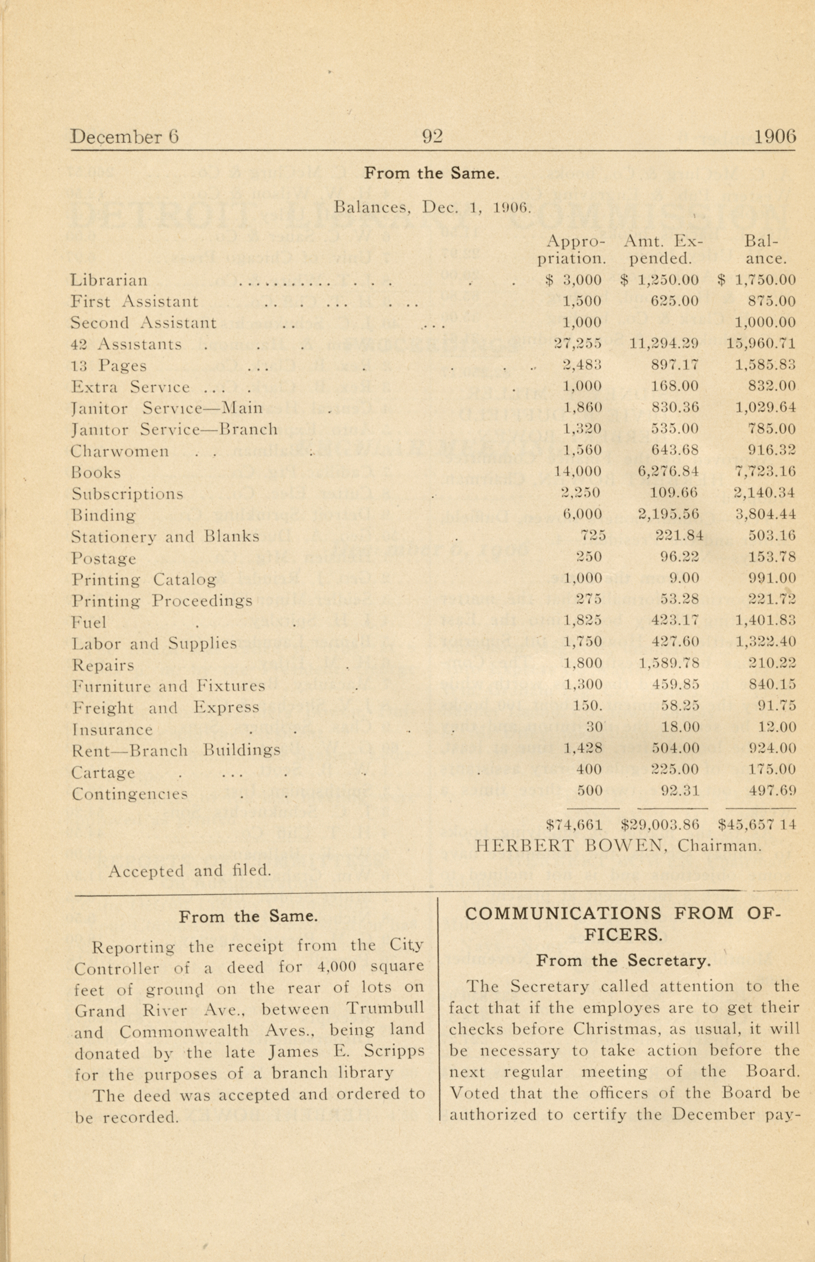 December 6 92 1906
From the Same.
Balances, Dec. 1, 1906.
Appro- Amt. Ex- Bal-
priation. pended. ance.
Librarian $ 3,000 $ 1,250.00 $ 1,750.00
First Assistant 1,500 625.00 875.00
Second Assistant 1,000 1,000.00
42 Assistants 27,255 11,294.29 15,960.71
13 Pages 2,483 897.17 1,585.83
Extra Service 1,000 168.00 832.00
Janitor Service—Main 1,860 830.36 1,029.64
Janitor Service—Branch 1,320 535.00 785.00
Charwomen 1,560 643.68 916.32
Books 14,000 6,276.84 7,723.16
Subscriptions 2,250 109.66 2,140.34
Binding 6,000 2,195.56 3,804.44
Stationery and Blanks 725 221.84 503.16
Postage 250 96.22 153.78
Printing Catalog 1,000 9.00 991.00
Printing Proceedings 275 53.28 221.72
Fuel 1,825 423.17 1,401.83
Labor and Supplies 1,750 427.60 1,322.40
Repairs 1,800 1,589.78 210.22
Furniture and Fixtures 1,300 459.85 840.15
Freight and Express 150. 58.25 91.75
Insurance 30 18.00 12.00
Rent—Branch Buildings 1,428 504.00 924.00
Cartage 400 225.00 175.00
Contingencies 500 92.31 497.69
$74,661 $29,003.86 $45,657 14
HERBERT BOWEN, Chairman.
Accepted and filed.
From the Same.
Reporting the receipt from the City
Controller of a deed for 4,000 square
feet of ground on the rear of lots on
Grand River Ave., between Trumbull
and Commonwealth Aves., being land
donated by the late James E. Scripps
for the purposes of a branch library
The deed was accepted and ordered to
be recorded.
COMMUNICATIONS FROM OF-
FICERS.
From the Secretary.
The Secretary called attention to the
fact that if the employes are to get their
checks before Christmas, as usual, it will
be necessary to take action before the
next regular meeting of the Board.
Voted that the officers of the Board be
authorized to certify the December pay-